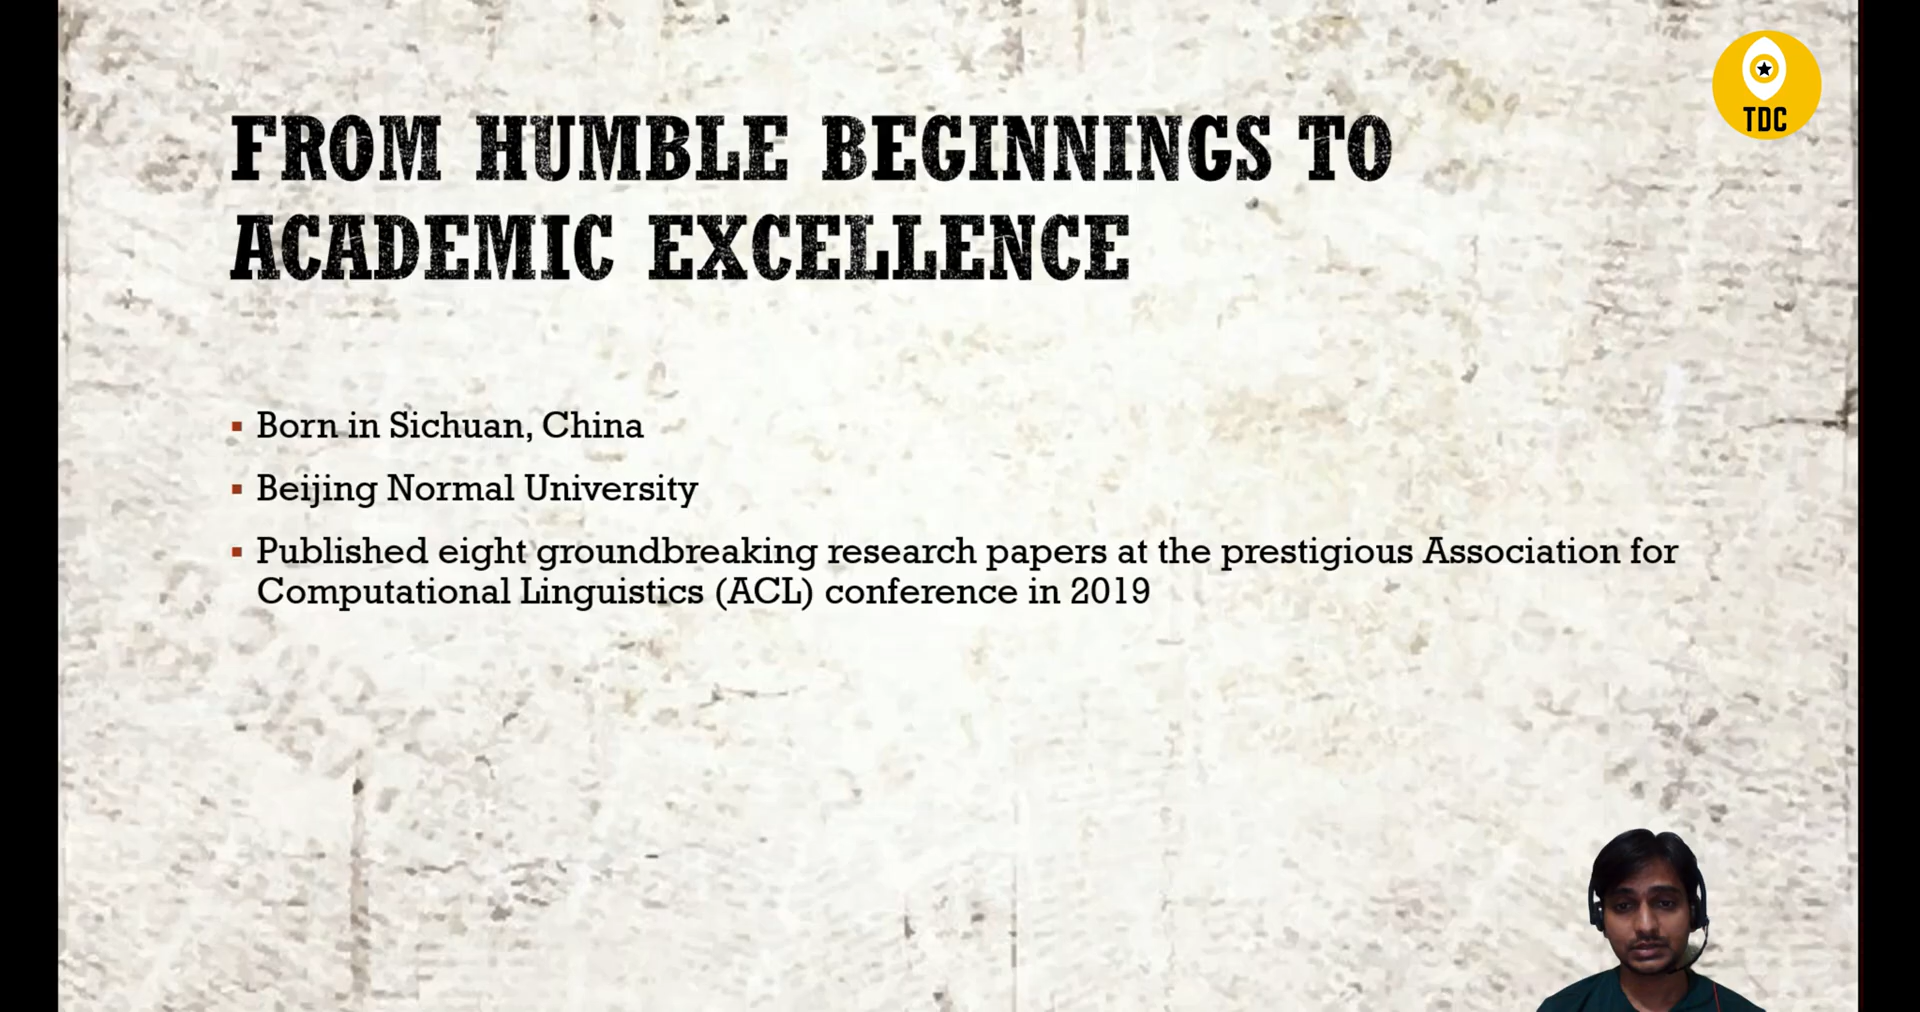 TDC
FROM HUMBLE BEGINNINGS TO
ACADEMIC EXCELLENCE
Born in Sichuan, China
Beijing Normal University
Published eight groundbreaking research papers at the prestigious Association for
Computational Linguistics (ACL) conference in 2019